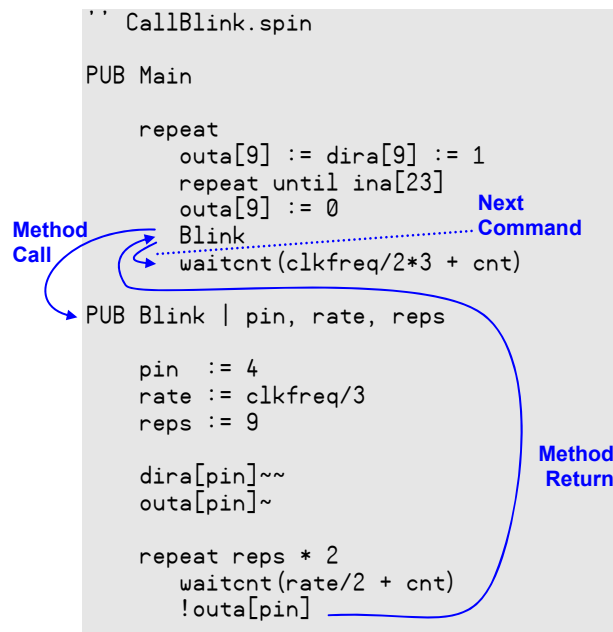 '' CallBlink.spin
PUB Main
repeat
outa[9] := dira[9] := 1
repeat until ina[23]
outa[9] := 0
Blink
waitcnt(clkfreq/2*3 + cnt)
Next
Command
Method
Call
PUB Blink | pin, rate, reps
pin := 4
rate := clkfreq/3
reps := 9
dira[pin]~~
outa[pin]~
Method
Return
repeat reps * 2
waitcnt(rate/2 + cnt)
!outa[pin]